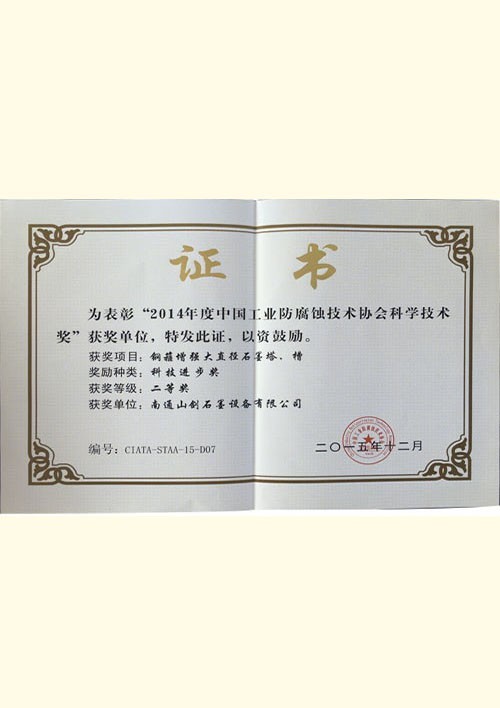 证 书
为表彰“2014年度中国工业防腐蚀技术协会科学技术
奖”获奖单位，特发此证，以资鼓励。
获奖项目：钢箍增强大直径石墨塔、槽
奖励种类：科技进步奖
获奖等级：二等奖
获奖单位：南通山剑石墨设备有限公司
编号：CIATA-STAA-15-D07
二〇一五年十二月